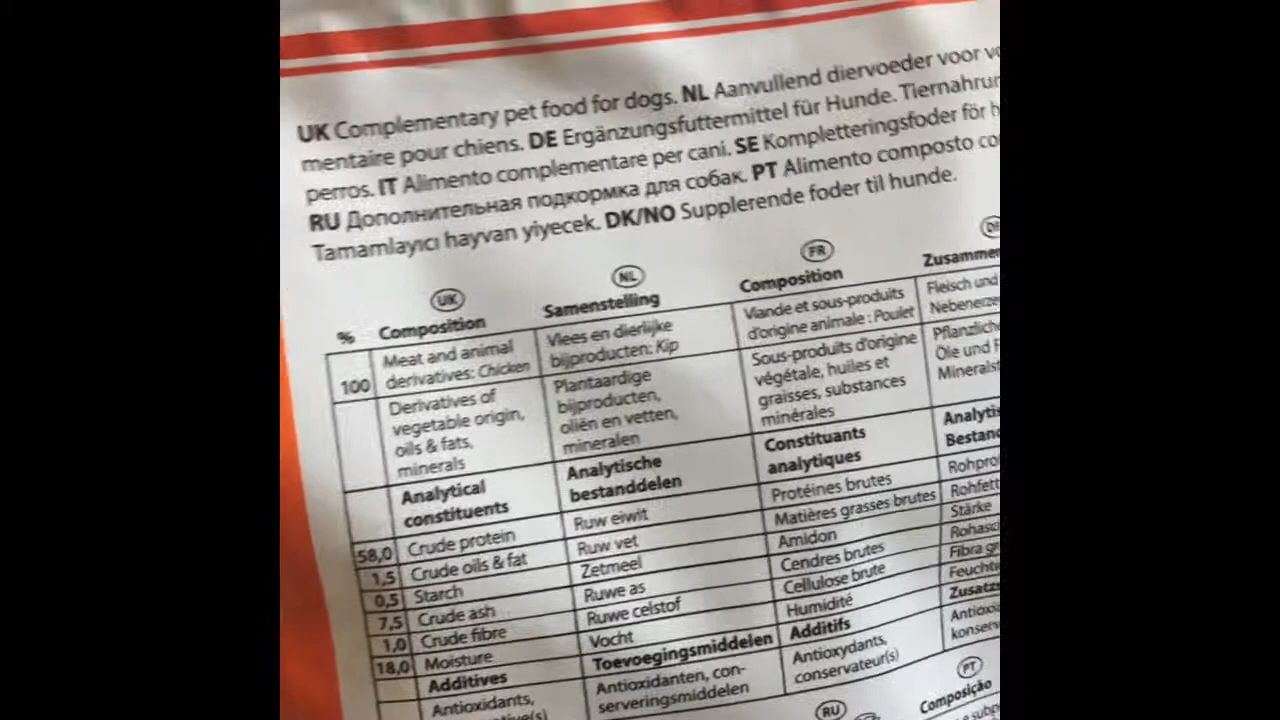 UK Complementary pet food for dogs. NL Aanvullend diervoeder voor
mentaire pour chiens. DE Ergänzungsfuttermittel für Hunde.
perros. IT Alimento complementare per cani. SE Kompletteringsfoder för
RU Дополнительная подкормка для собак. PT Alimento composto
Tamamlayıcı hayvan yiyecek. DK/NO Supplerende foder til hunde.
UK NL FR
% Composition Samenstelling Composition
100 Meat and animal Vlees en dierlijke Viande et sous-produits Fleisch und
derivatives: Chicken bijproducten: Kip d'origine animale : Poulet
Derivatives of Plantaardige Sous-produits d'origine
vegetable origin, bijproducten, végétale, huiles et Öle und
oils & fats, oliën en vetten, graisses, substances
minerals mineralen minérales
Analytical Analytische Constituants
constituents bestanddelen analytiques
58,0 Crude protein Ruw eiwit Protéines brutes
1,5 Crude oils & fat Ruw vet Matières grasses brutes
0,5 Starch Zetmeel Amidon Stärke
7,5 Crude ash Ruwe as Cendres brutes
1,0 Crude fibre Ruwe celstof Cellulose brute
18,0 Moisture Vocht Humidité
Additives Toevoegingsmiddelen Additifs
Antioxidants, Antioxidanten, con- Antioxydants,
serveringsmiddelen conservateur(s)
RU PT
Composição